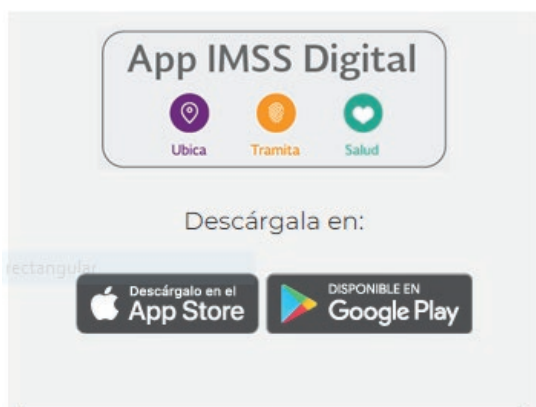 App IMSS Digital
Ubica Tramita Salud
Descárgala en:
rectangular
Descárgalo en el
App Store
DISPONIBLE EN
Google Play